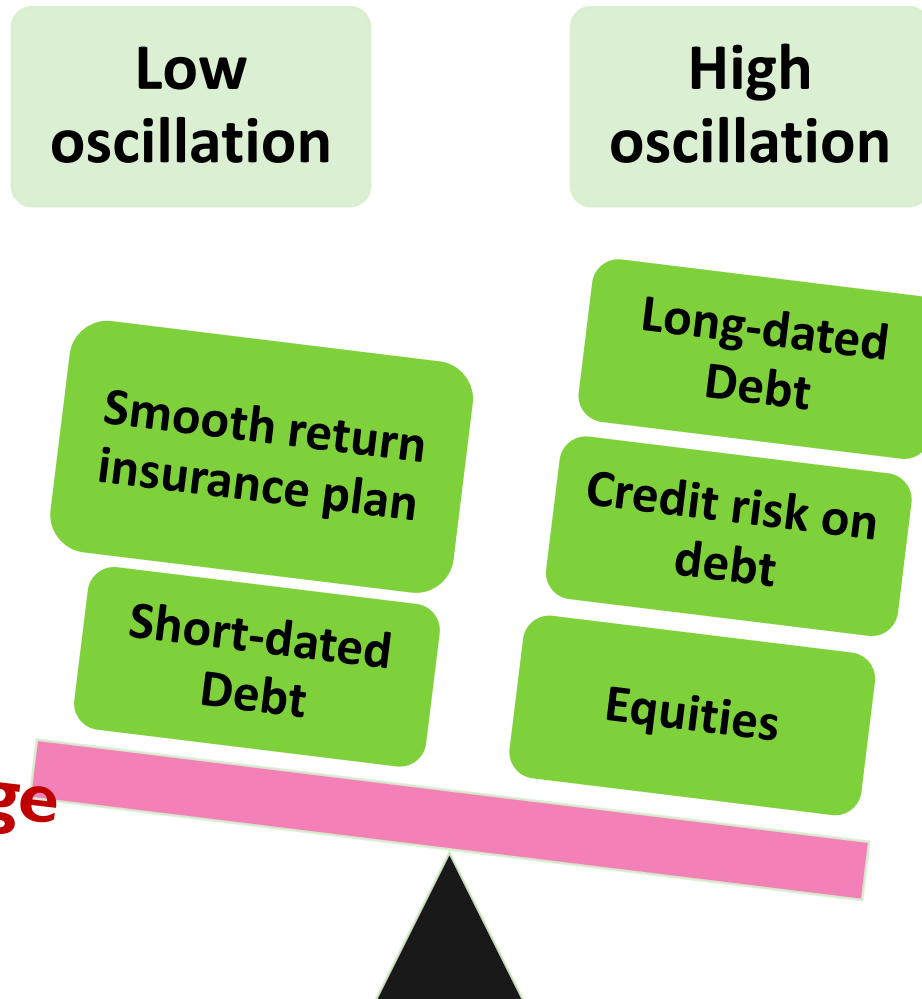 Low
oscillation
High
oscillation
Smooth return
insurance plan
Short-dated
Debt
Long-dated
Debt
Credit risk on
debt
Equities